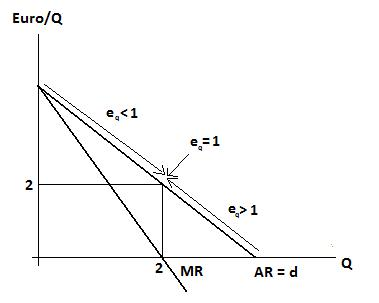 Euro/Q
e_q<1
e_q=1
2
e_q>1
2 MR AR = d Q